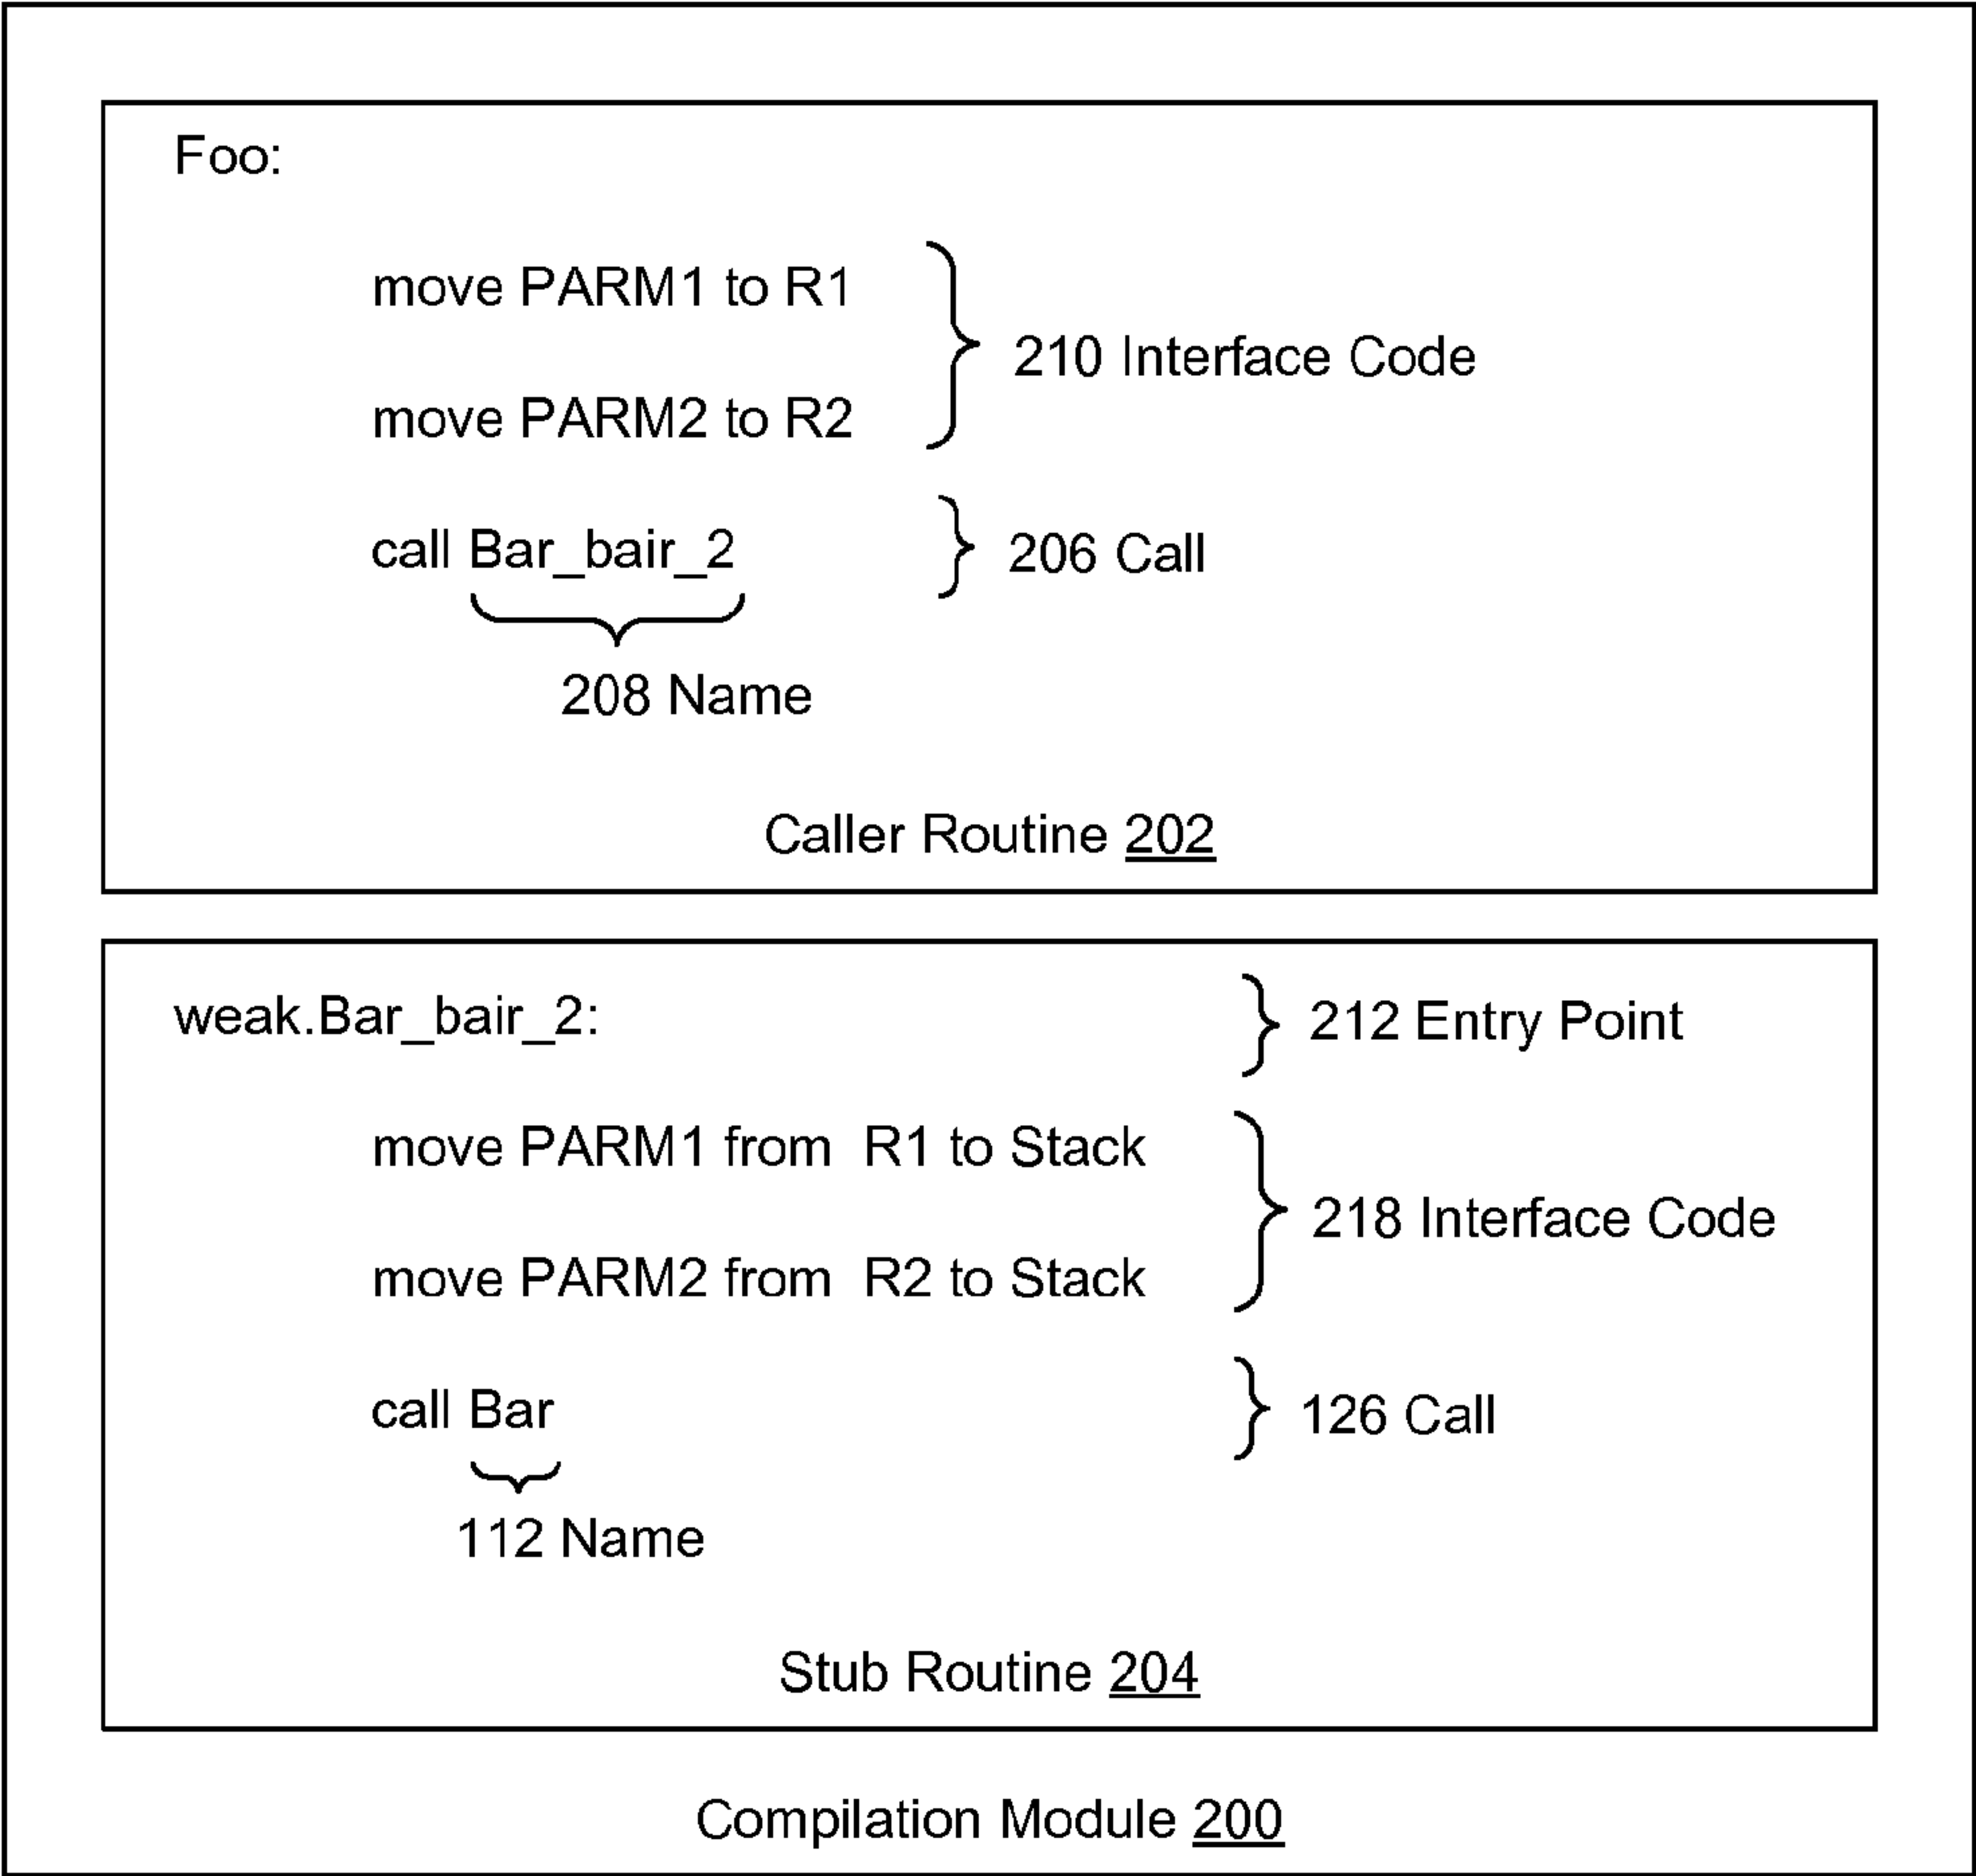 Foo:
move PARM1 to R1
210 Interface Code
move PARM2 to R2
call Bar_bair_2
206 Call
208 Name
Caller Routine 202
weak.Bar_bair_2:
212 Entry Point
move PARM1 from R1 to Stack
218 Interface Code
move PARM2 from R2 to Stack
call Bar
126 Call
112 Name
Stub Routine 204
Compilation Module 200